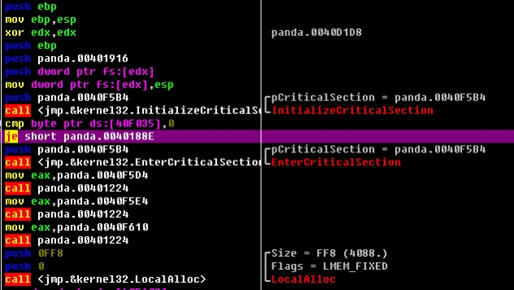 push ebp
mov ebp,esp
xor edx,edx panda.0040D1D8
push ebp
push panda.00401916
push dword ptr fs:[edx]
mov dword ptr fs:[edx],esp
push panda.0040F5B4 pCriticalSection = panda.0040F5B4
call <jmp.&kernel32.InitializeCriticalSe InitializeCriticalSection
cmp byte ptr ds:[40F035],0
je short panda.0040188E
push panda.0040F5B4 pCriticalSection = panda.0040F5B4
call <jmp.&kernel32.EnterCriticalSection EnterCriticalSection
mov eax,panda.0040F5D4
call panda.00401224
mov eax,panda.0040F5E4
call panda.00401224
mov eax,panda.0040F610
call panda.00401224
push 0FF8 Size = FF8 (4088.)
push 0 Flags = LMEM_FIXED
call <jmp.&kernel32.LocalAlloc> LocalAlloc